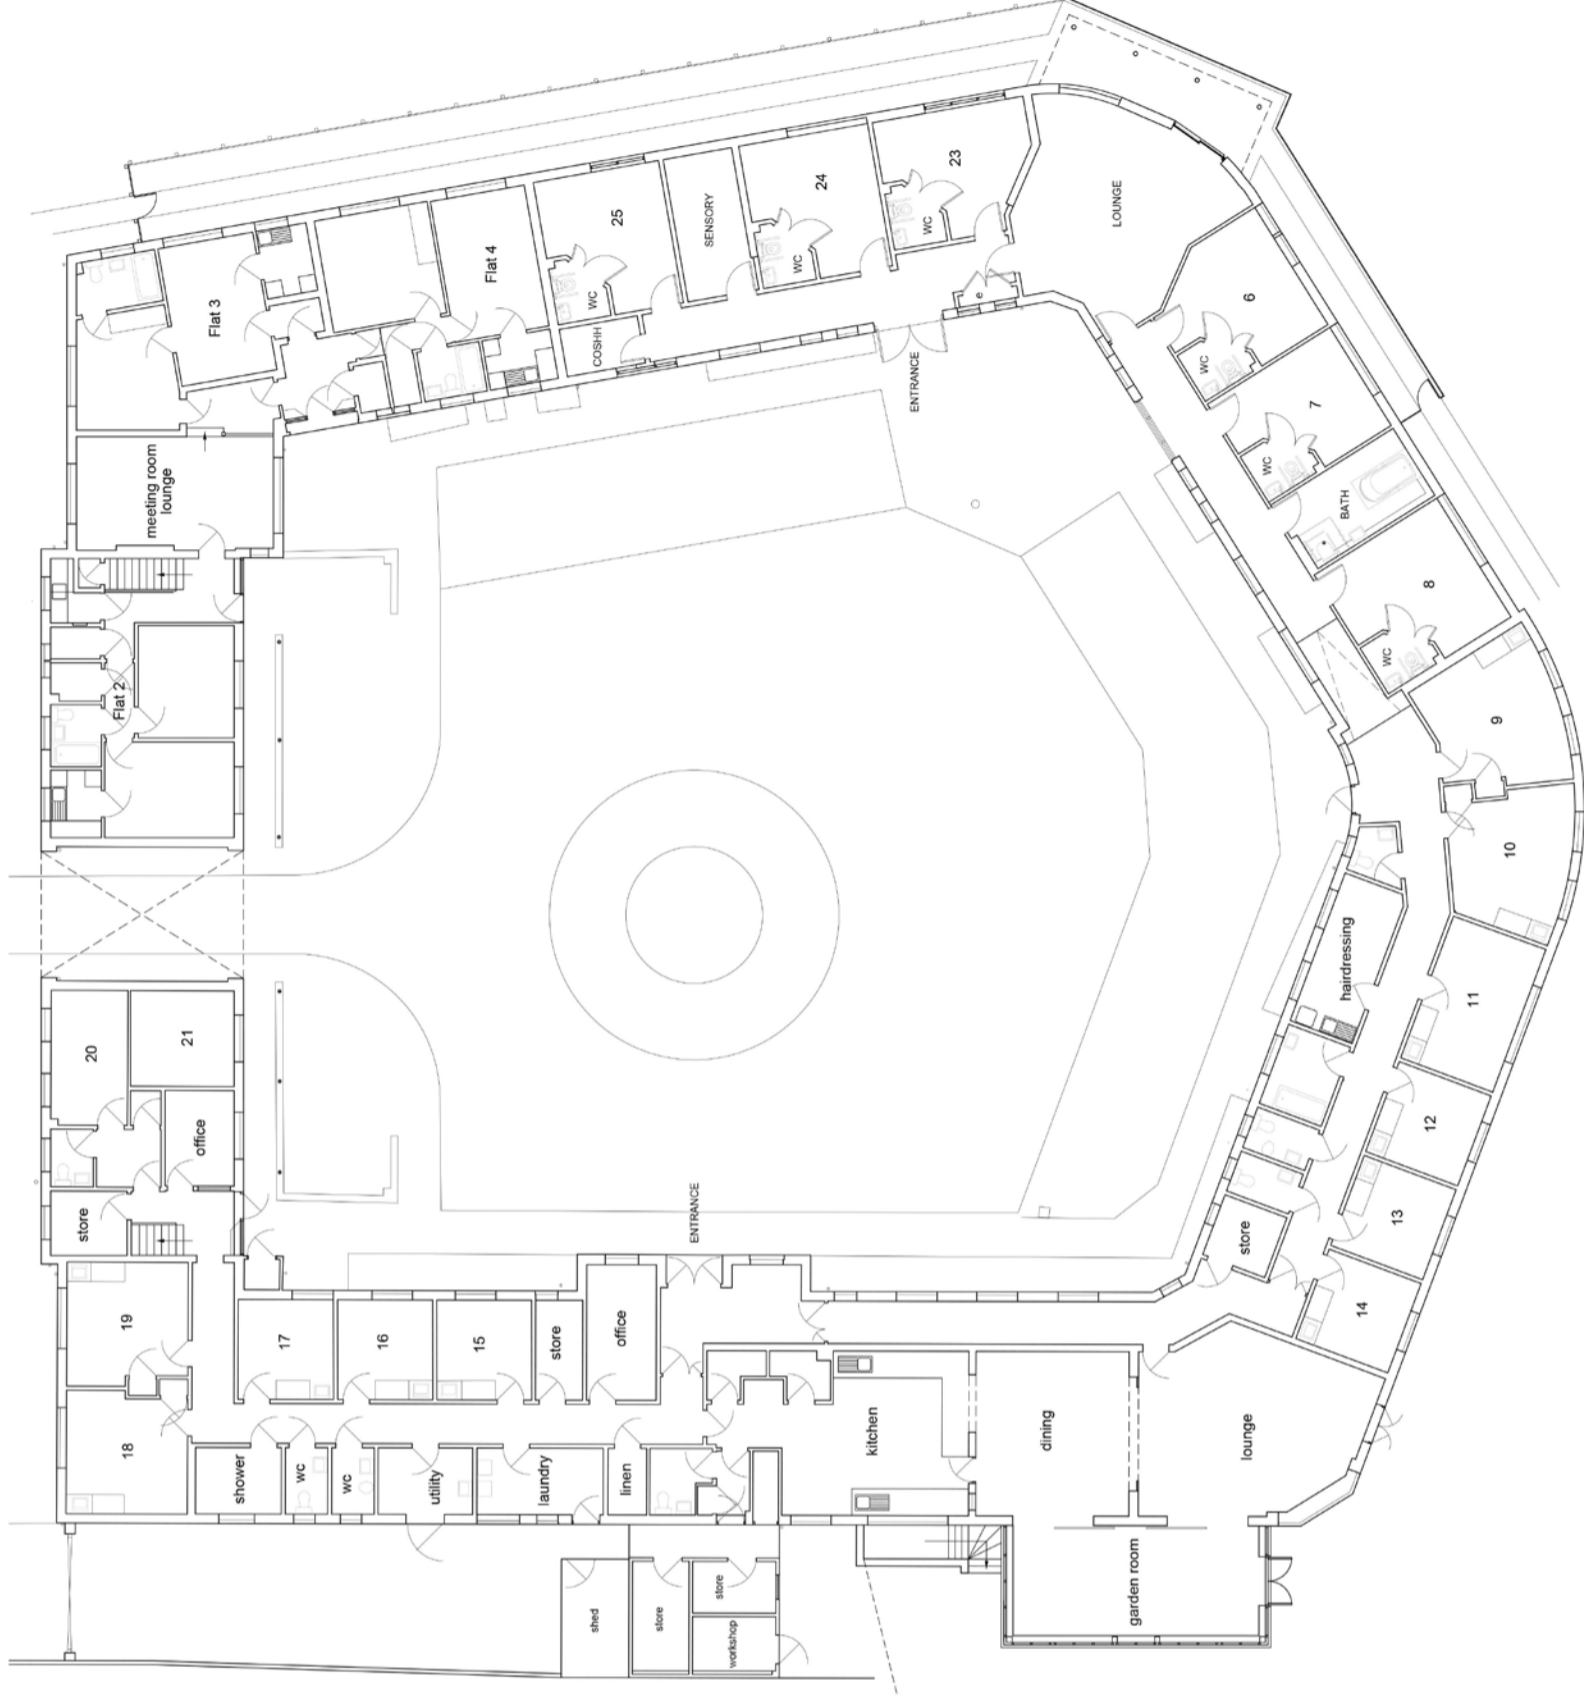 Flat 3
Flat 4
25
SENSORY
24
23
WC
WC
WC
COSHH
e
LOUNGE
ENTRANCE
6
WC
7
WC
BATH
8
WC
9
10
11
12
13
14
hairdressing
store
meeting room
lounge
Flat 2
20
21
office
store
19
18
17
16
15
store
office
ENTRANCE
shower
wc
wc
utility
laundry
linen
kitchen
dining
lounge
garden room
shed
store
store
workshop